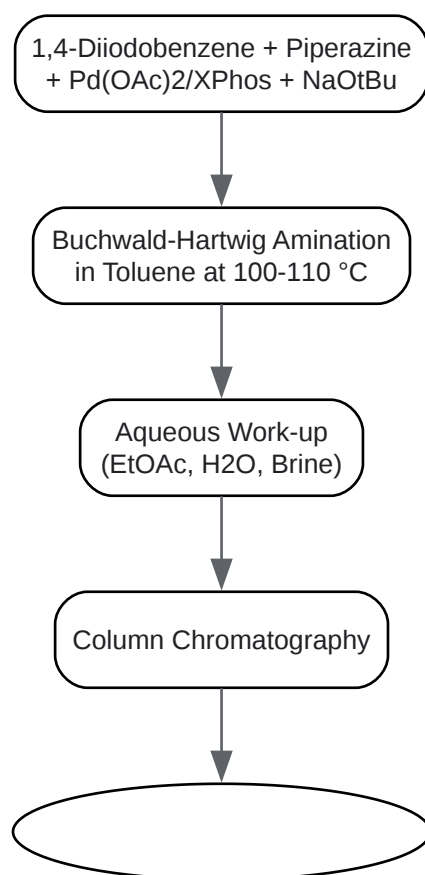 1,4-Diiodobenzene + Piperazine
+ Pd(OAc)2/XPhos + NaOtBu
Buchwald-Hartwig Amination
in Toluene at 100-110 °C
Aqueous Work-up
(EtOAc, H2O, Brine)
Column Chromatography